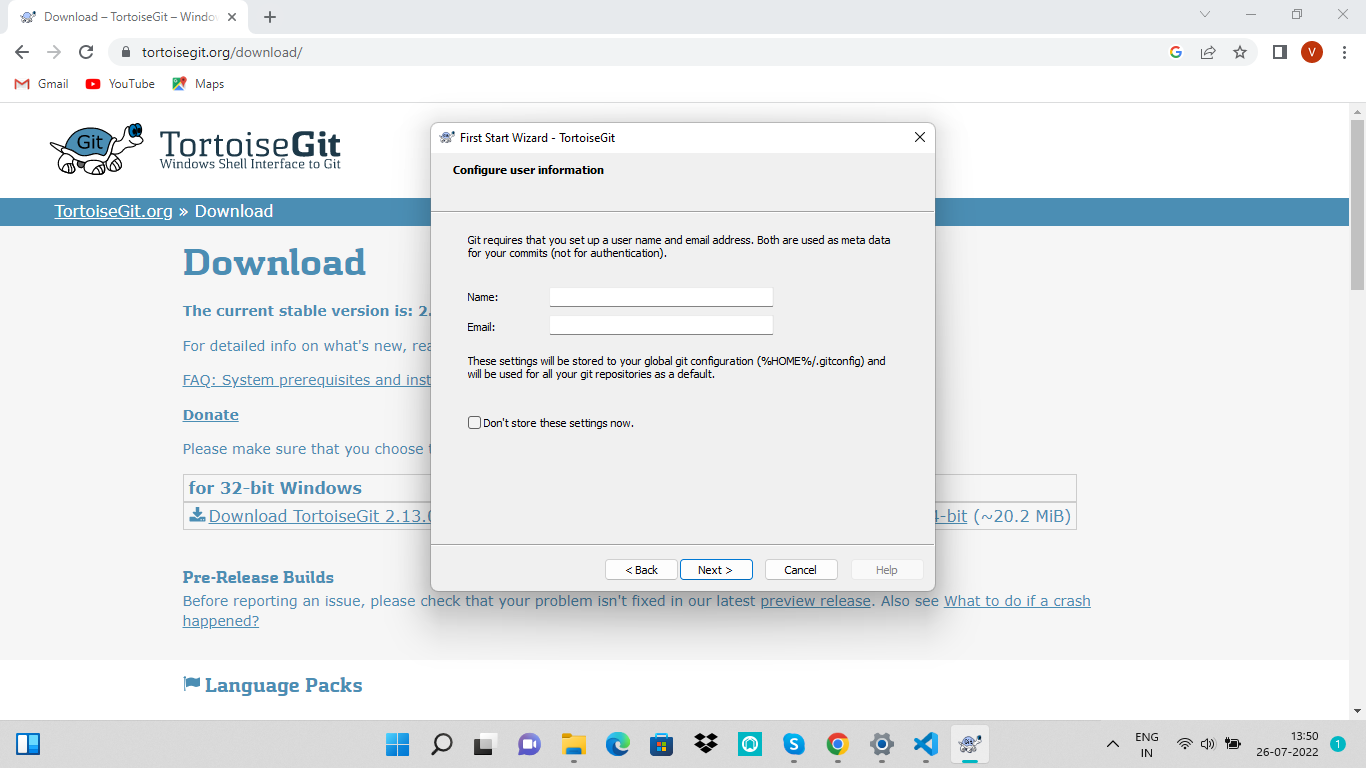 Download – TortoiseGit – Windo
tortoisegit.org/download/
V
Gmail
YouTube
Maps
Git
TortoiseGit
Windows Shell Interface to Git
TortoiseGit.org » Download
Download
The current stable version is: 2.
For detailed info on what's new, rea
FAQ: System prerequisites and inst
Donate
Please make sure that you choose
for 32-bit Windows
Download TortoiseGit 2.13.
-bit (~20.2 MiB)
Pre-Release Builds
Before reporting an issue, please check that your problem isn't fixed in our latest preview release. Also see What to do if a crash
happened?
Language Packs
First Start Wizard - TortoiseGit
Configure user information
Git requires that you set up a user name and email address. Both are used as meta data
for your commits (not for authentication).
Name:
Email:
These settings will be stored to your global git configuration (%HOME%/.gitconfig) and
will be used for all your git repositories as a default.
Don't store these settings now.
< Back
Next >
Cancel
Help
ENG
IN
13:50
26-07-2022
1